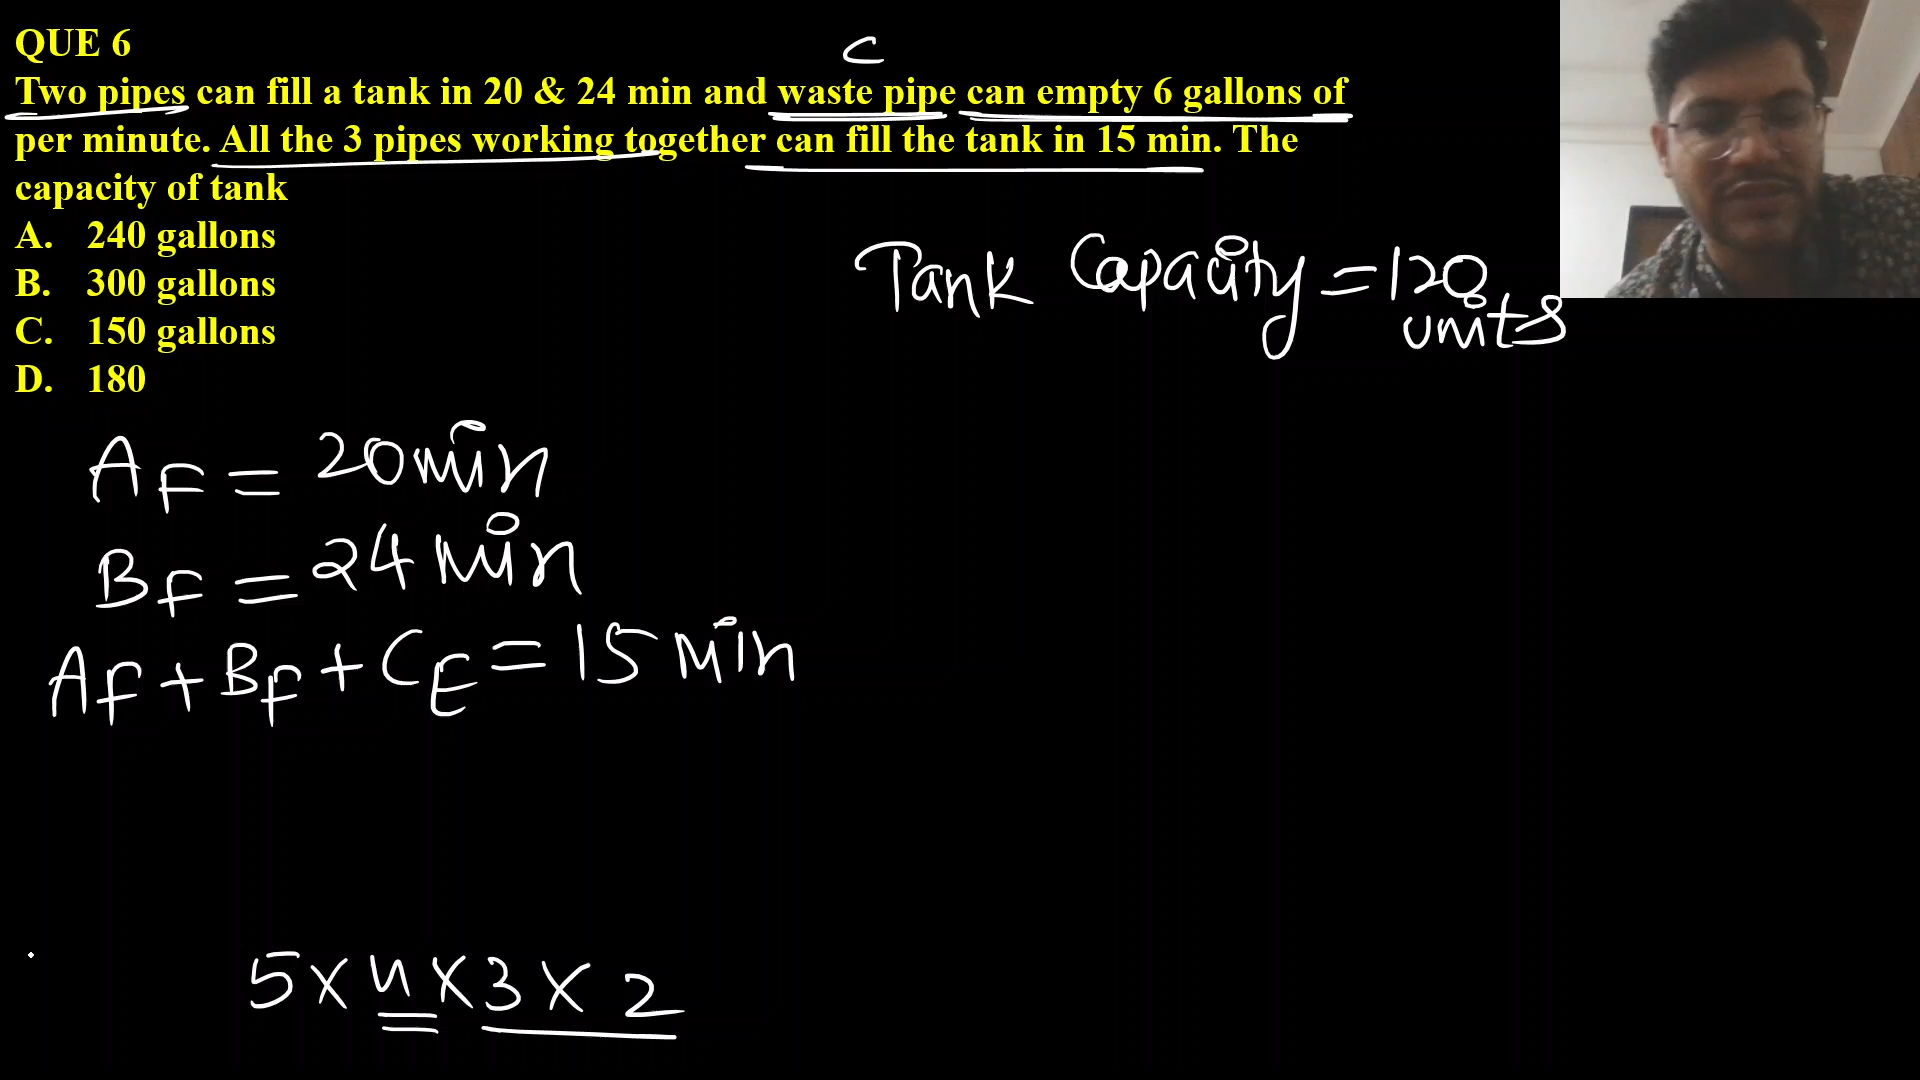 QUE 6
C
Two pipes can fill a tank in 20 & 24 min and waste pipe can empty 6 gallons of
per minute. All the 3 pipes working together can fill the tank in 15 min. The
capacity of tank
A. 240 gallons
B. 300 gallons
C. 150 gallons
D. 180
Tank Capacity = 120
units
AF = 20 min
BF = 24 min
AF + BF + CE = 15 Min
5 x 4 x 3 x 2